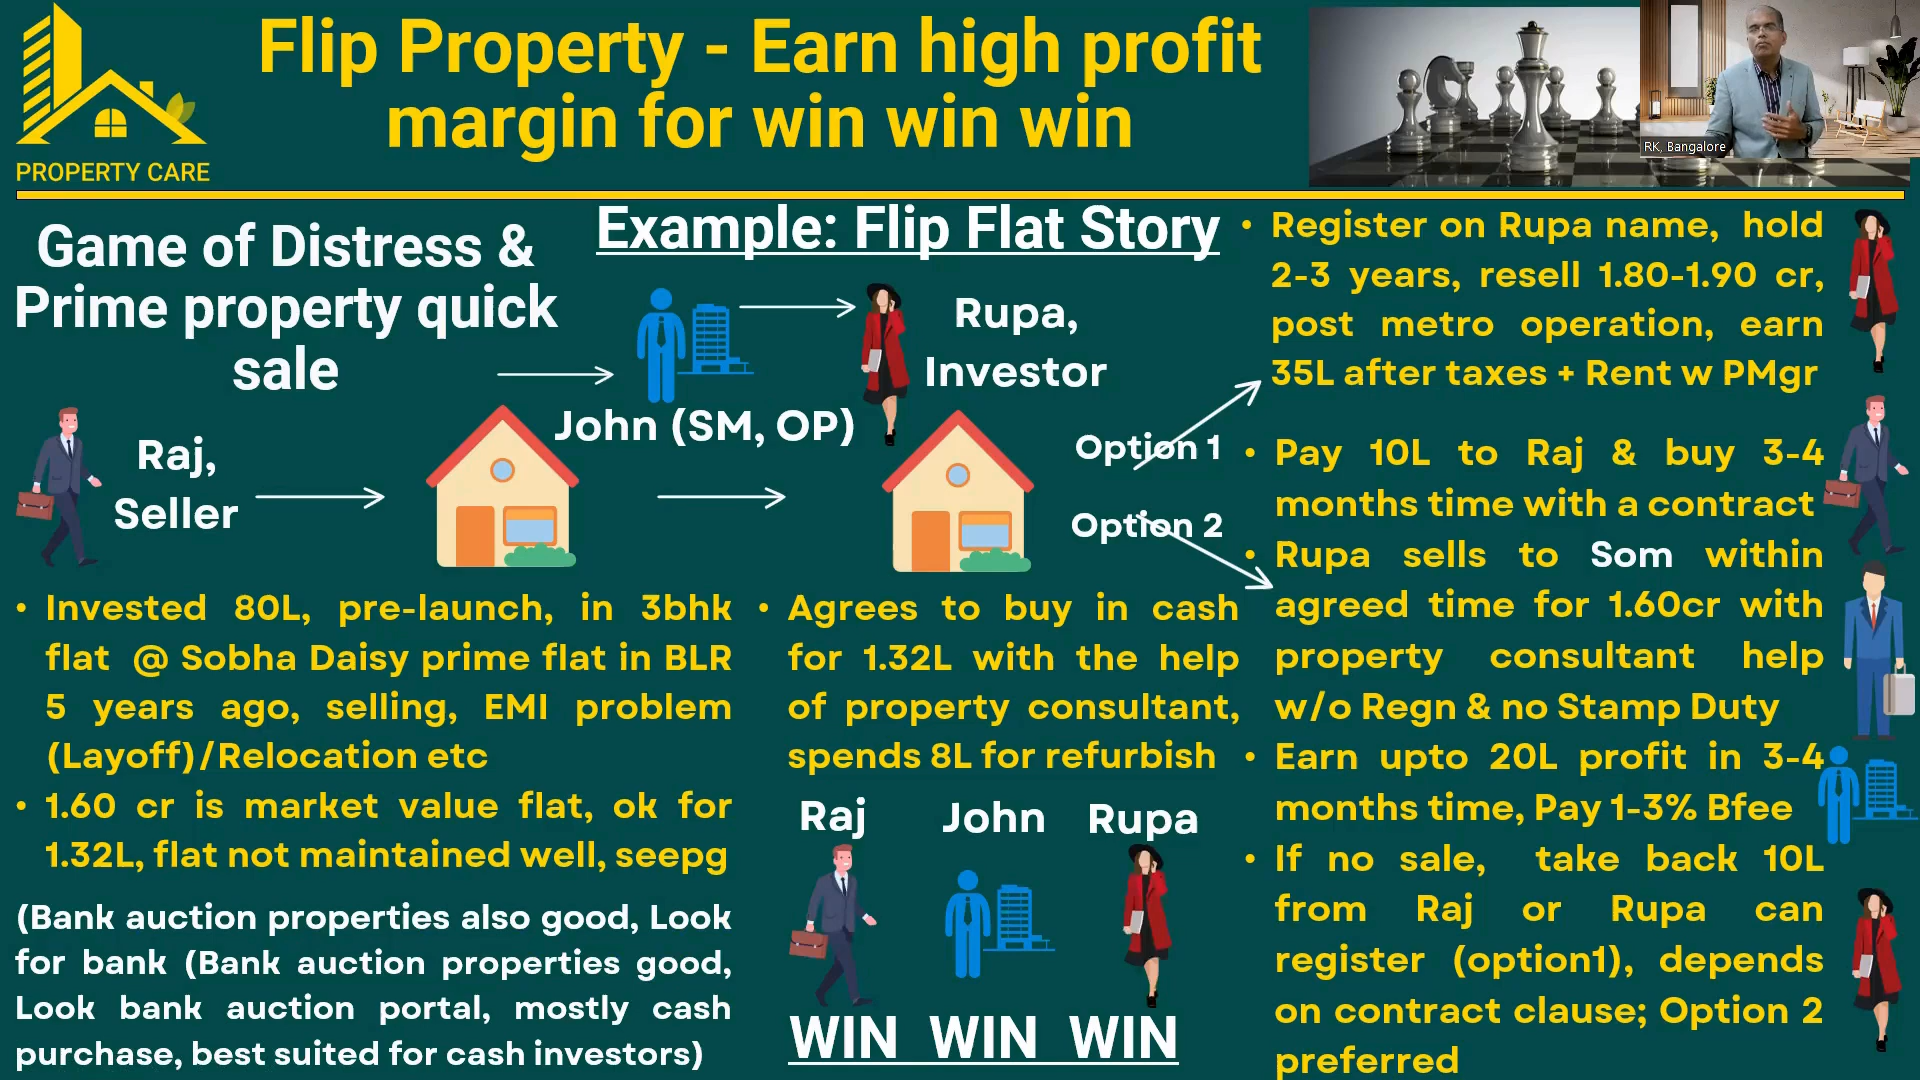 Flip Property - Earn high profit
margin for win win win
PROPERTY CARE
RK, Bangalore
Game of Distress &
Prime property quick
sale
Example: Flip Flat Story
Rupa,
Investor
John (SM, OP)
Raj,
Seller
Option 1
Option 2
• Invested 80L, pre-launch, in 3bhk
flat @ Sobha Daisy prime flat in BLR
5 years ago, selling, EMI problem
(Layoff)/Relocation etc
• 1.60 cr is market value flat, ok for
1.32L, flat not maintained well, seepg
(Bank auction properties also good, Look
for bank (Bank auction properties good,
Look bank auction portal, mostly cash
purchase, best suited for cash investors)
• Agrees to buy in cash
for 1.32L with the help
of property consultant,
spends 8L for refurbish
Raj John Rupa
WIN WIN WIN
• Register on Rupa name, hold
2-3 years, resell 1.80-1.90 cr,
post metro operation, earn
35L after taxes + Rent w PMgr
• Pay 10L to Raj & buy 3-4
months time with a contract
• Rupa sells to Som within
agreed time for 1.60cr with
property consultant help
w/o Regn & no Stamp Duty
• Earn upto 20L profit in 3-4
months time, Pay 1-3% Bfee
• If no sale, take back 10L
from Raj or Rupa can
register (option1), depends
on contract clause; Option 2
preferred